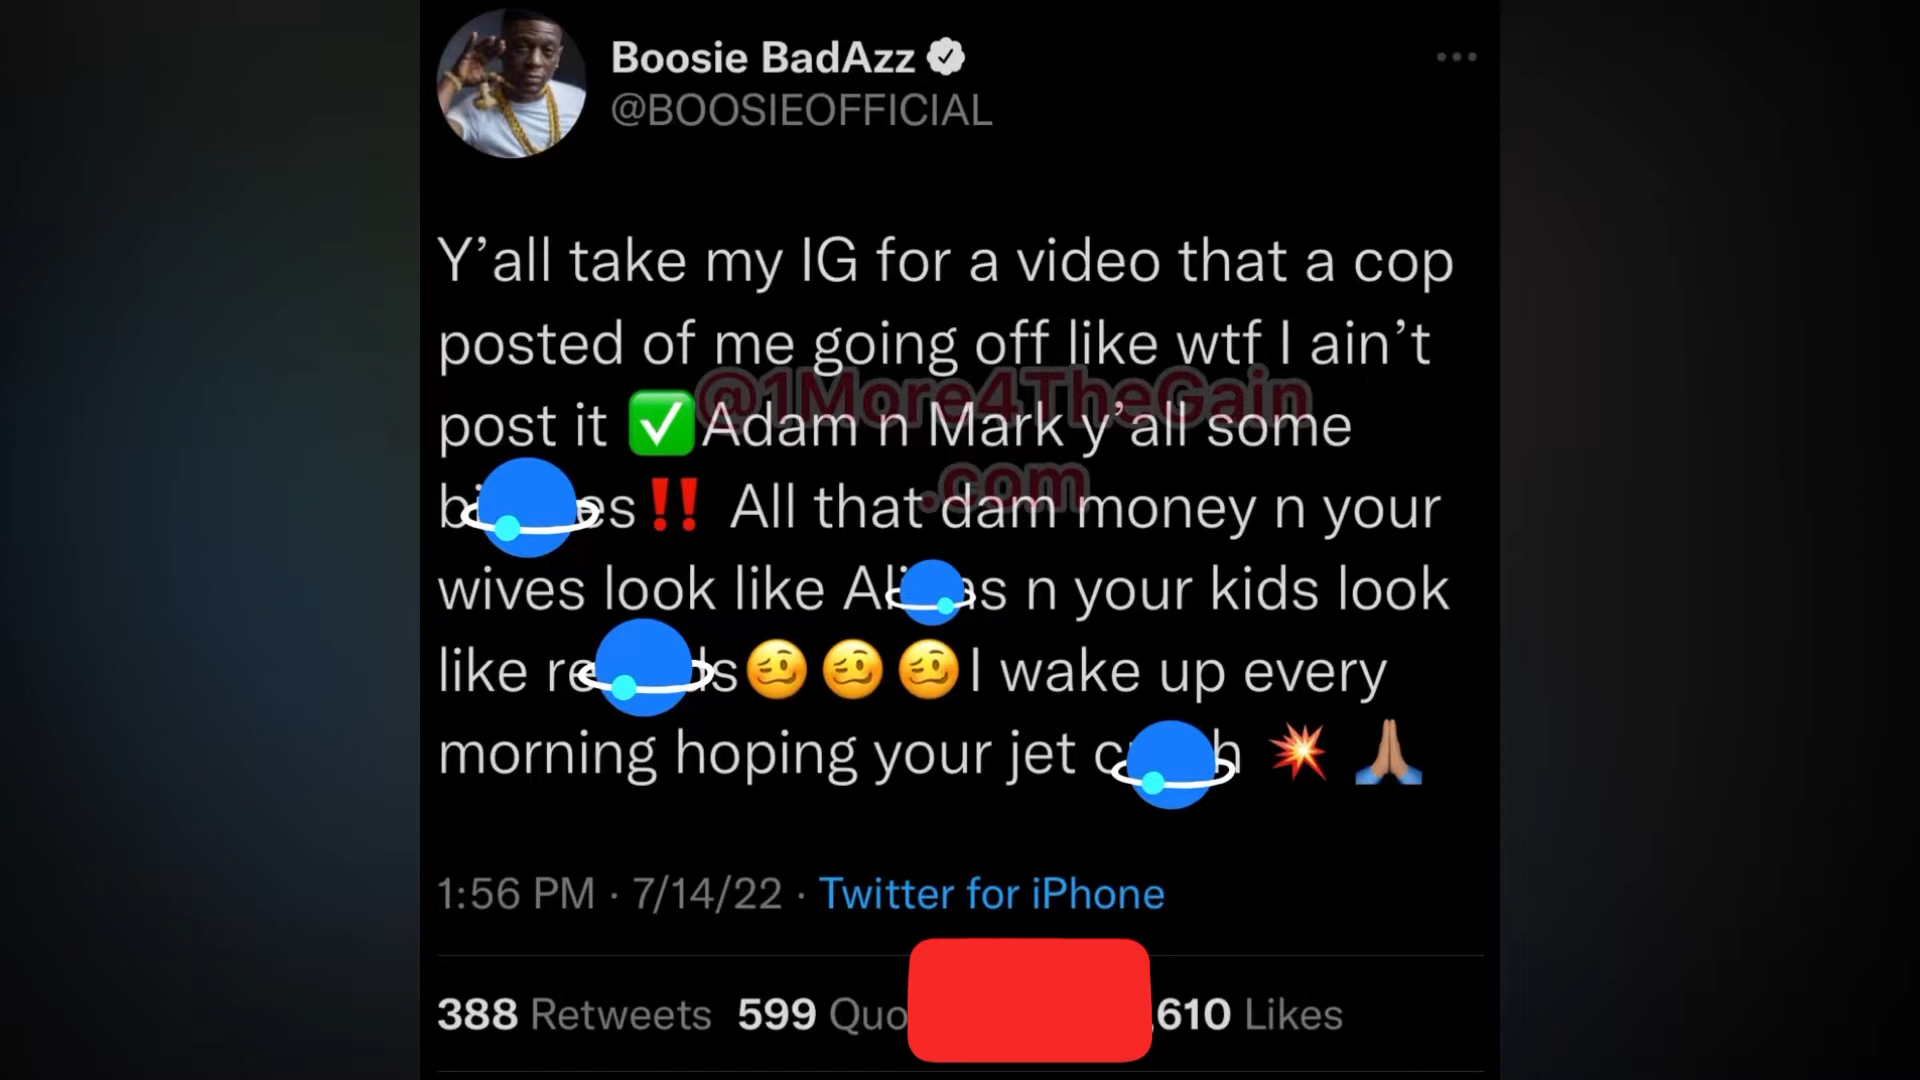 Boosie BadAzz
@BOOSIEOFFICIAL
Y’all take my IG for a video that a cop
posted of me going off like wtf I ain’t
post it ✅Adam n Mark y’all some
@1More4TheGain
.com
‼️ All that dam money n your
wives look like n your kids look
like 🥴🥴🥴I wake up every
morning hoping your jet 💥 🙏🏽
1:56 PM · 7/14/22 · Twitter for iPhone
388 Retweets 599 Quo ,610 Likes